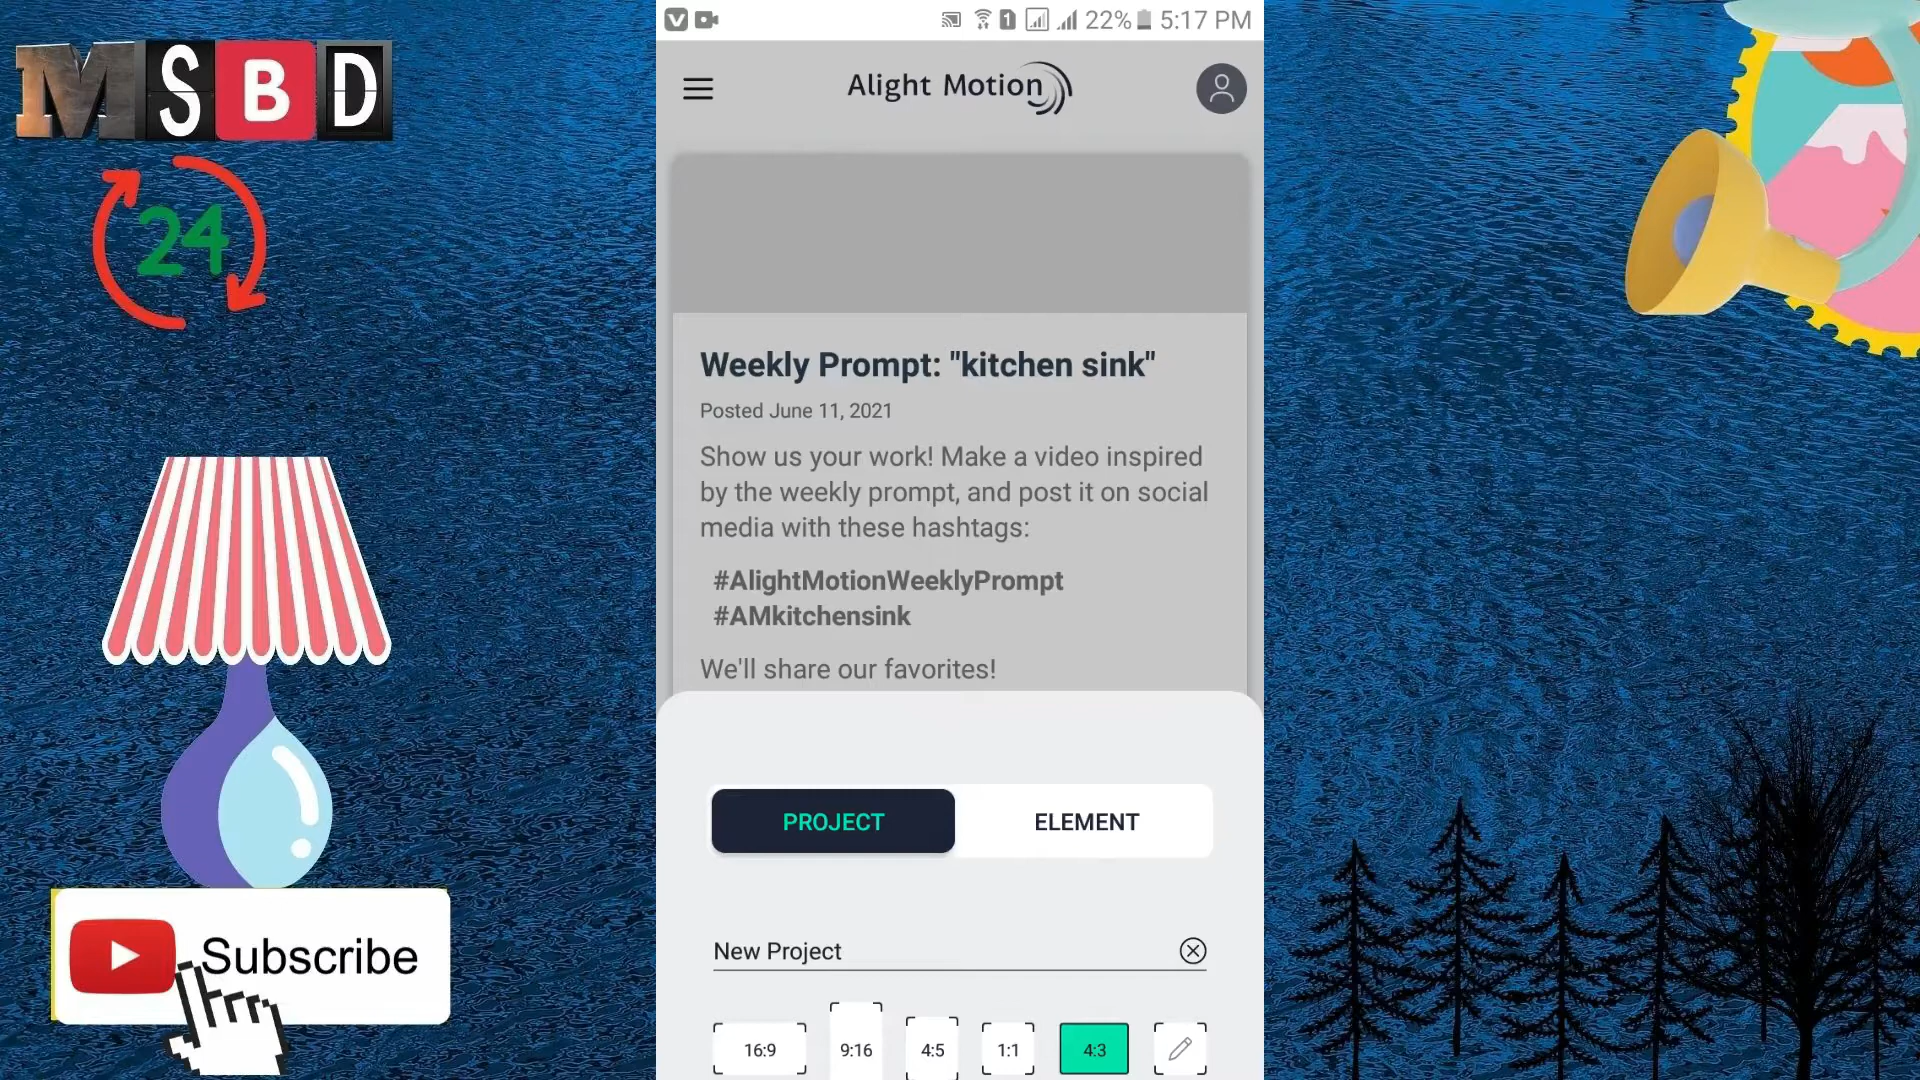 MSBD
24
Subscribe
1 22% 5:17 PM
Alight Motion
Weekly Prompt: "kitchen sink"
Posted June 11, 2021
Show us your work! Make a video inspired
by the weekly prompt, and post it on social
media with these hashtags:
#AlightMotionWeeklyPrompt
#AMkitchensink
We'll share our favorites!
PROJECT ELEMENT
New Project
16:9 9:16 4:5 1:1 4:3